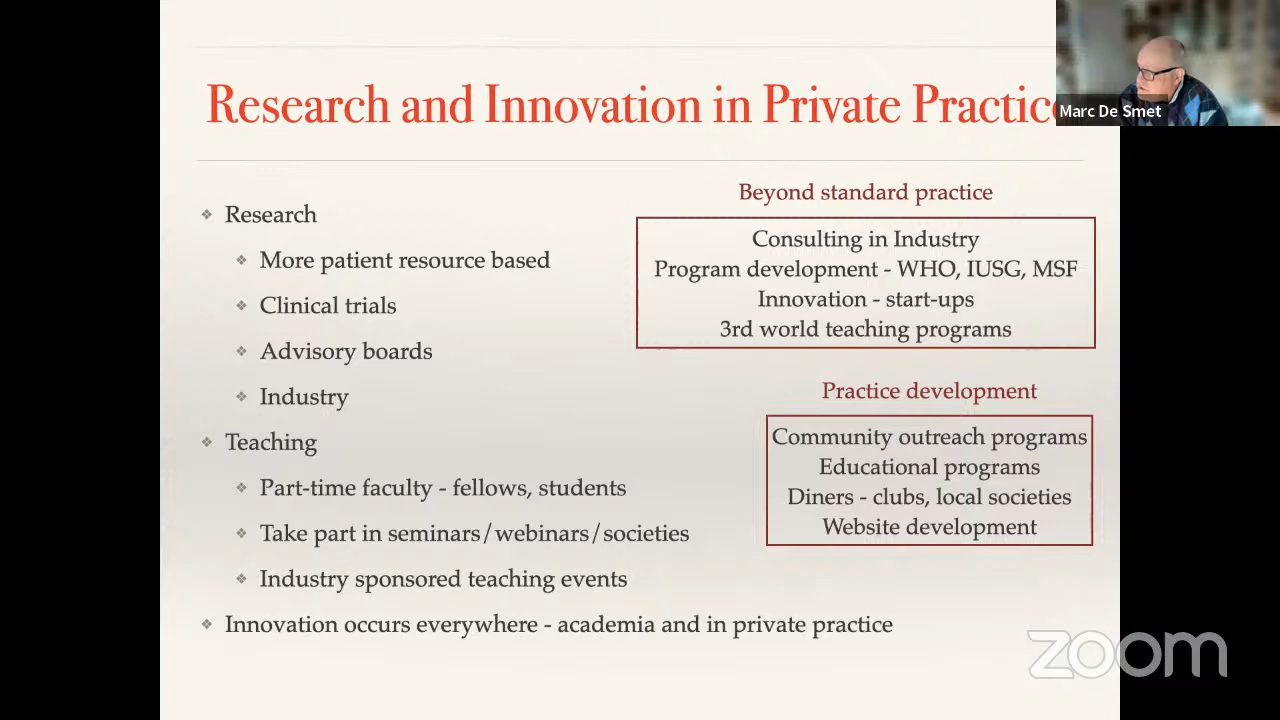 Research and Innovation in Private Practice
Marc De Smet
Research
More patient resource based
Clinical trials
Advisory boards
Industry
Teaching
Part-time faculty - fellows, students
Take part in seminars/webinars/societies
Industry sponsored teaching events
Innovation occurs everywhere - academia and in private practice
Beyond standard practice
Consulting in Industry
Program development - WHO, IUSG, MSF
Innovation - start-ups
3rd world teaching programs
Practice development
Community outreach programs
Educational programs
Diners - clubs, local societies
Website development
zoom